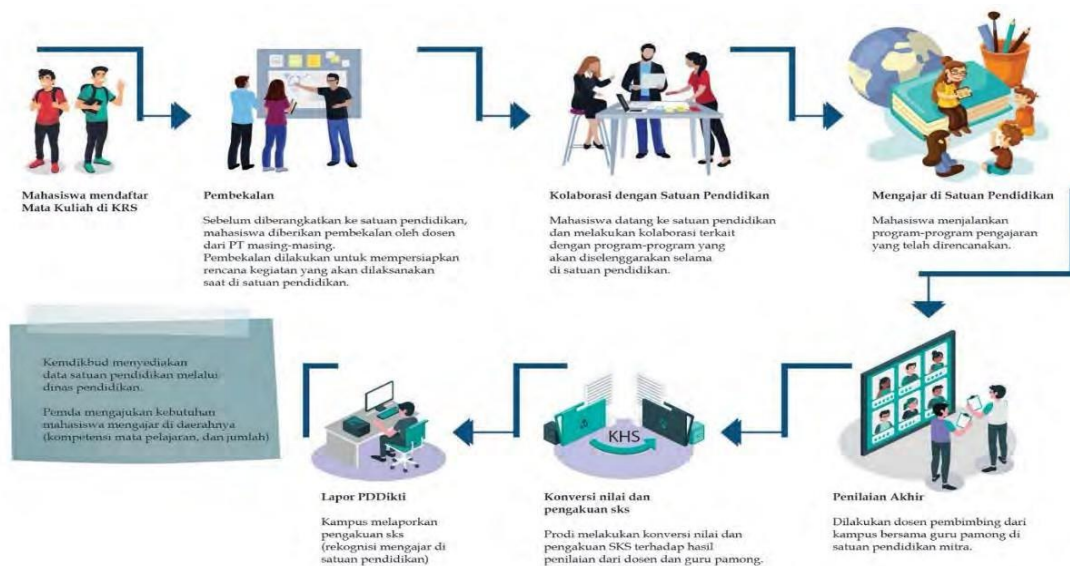 Mahasiswa mendaftar
Mata Kuliah di KRS
Pembekalan
Sebelum diberangkatkan ke satuan pendidikan,
mahasiswa diberikan pembekalan oleh dosen
dari PT masing-masing.
Pembekalan dilakukan untuk mempersiapkan
rencana kegiatan yang akan dilaksanakan
saat di satuan pendidikan.
Kolaborasi dengan Satuan Pendidikan
Mahasiswa datang ke satuan pendidikan
dan melakukan kolaborasi terkait
dengan program-program yang
akan diselenggarakan selama
di satuan pendidikan.
Mengajar di Satuan Pendidikan
Mahasiswa menjalankan
program-program pengajaran
yang telah direncanakan.
Penilaian Akhir
Dilakukan dosen pembimbing dari
kampus bersama guru pamong di
satuan pendidikan mitra.
KHS
Konversi nilai dan
pengakuan sks
Prodi melakukan konversi nilai dan
pengakuan SKS terhadap hasil
penilaian dari dosen dan guru pamong.
Lapor PDDikti
Kampus melaporkan
pengakuan sks
(rekognisi mengajar di
satuan pendidikan)
Kemdikbud menyediakan
data satuan pendidikan melalui
dinas pendidikan.
Pemda mengajukan kebutuhan
mahasiswa mengajar di daerahnya
(kompetensi mata pelajaran, dan jumlah)